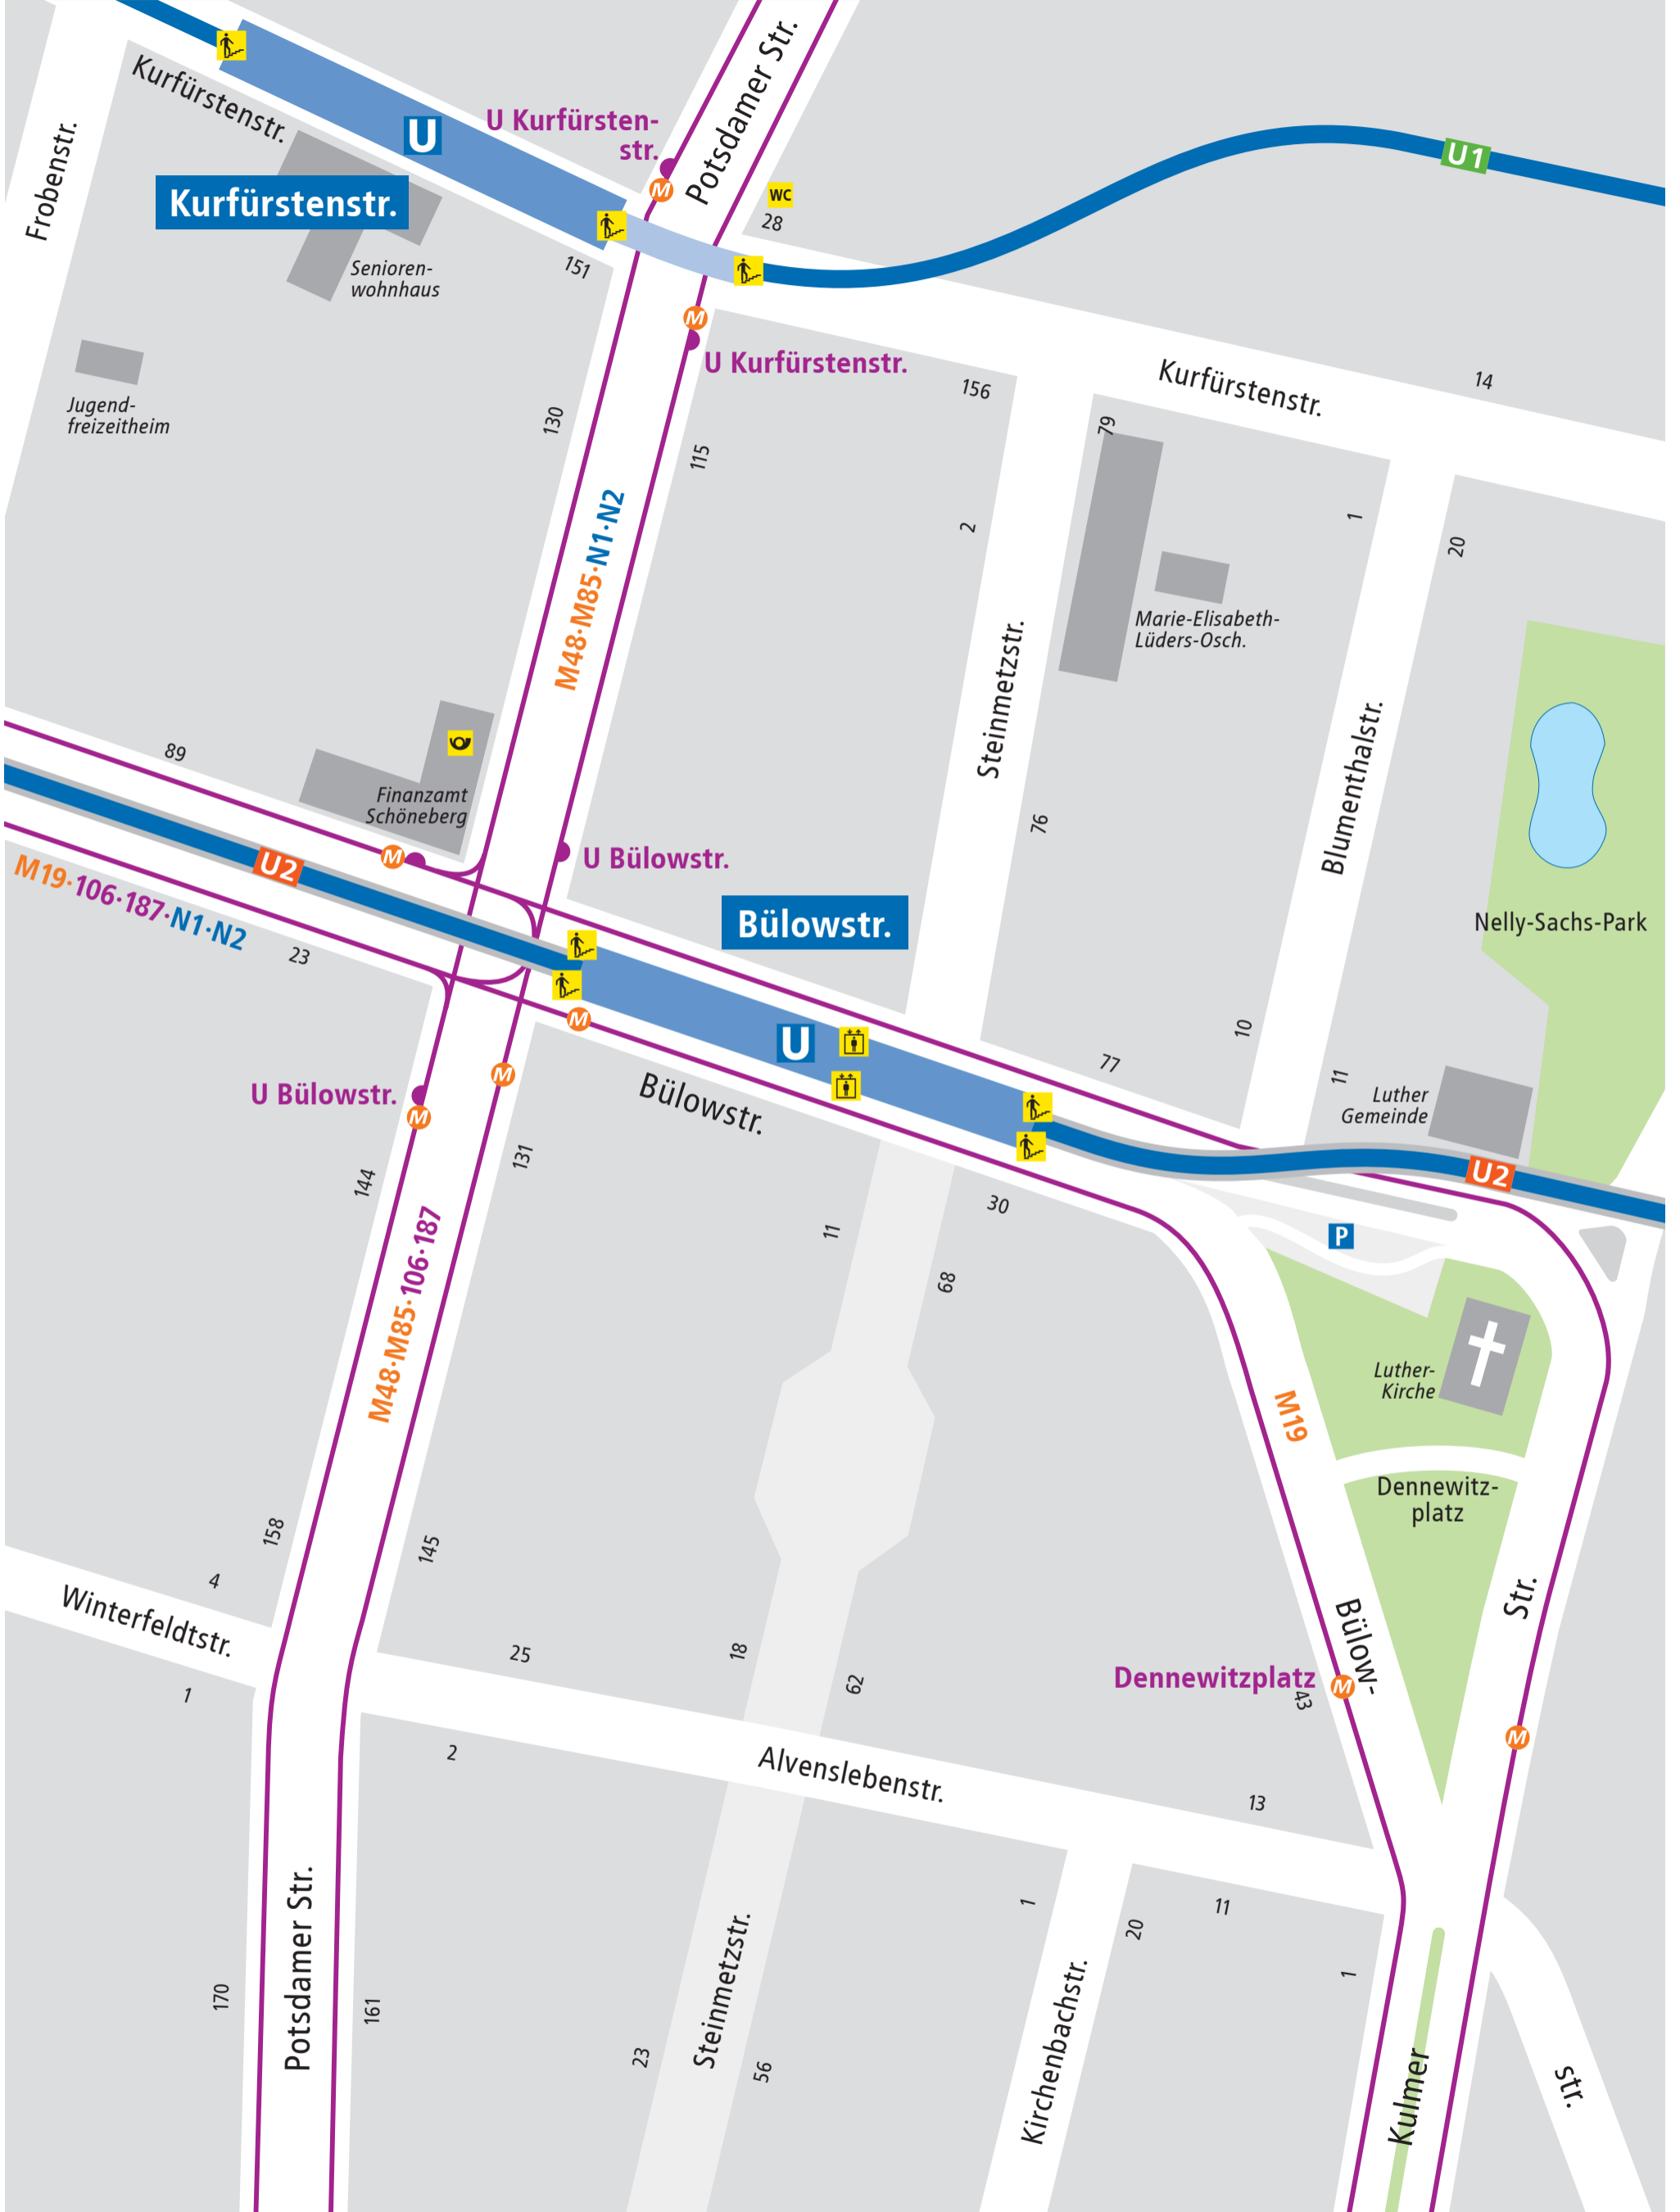 Kurfürstenstr.
U
U Kurfürsten-
str.
Potsdamer Str.
U1
Frobenstr.
Kurfürstenstr.
M
WC
28
151
Senioren-
wohnhaus
M
U Kurfürstenstr.
Kurfürstenstr.
14
156
Jugend-
freizeitheim
130
115
79
2
1
20
M48·M85·N1·N2
Marie-Elisabeth-
Lüders-Osch.
Steinmetzstr.
Blumenthalstr.
89
Finanzamt
Schöneberg
76
M
U Bülowstr.
U2
M19·106·187·N1·N2
23
Bülowstr.
Nelly-Sachs-Park
M
U
10
77
11
Luther
Gemeinde
M
U Bülowstr.
M
Bülowstr.
131
144
U2
30
11
68
P
M48·M85·106·187
Luther-
Kirche
M19
Dennewitz-
platz
158
145
4
Winterfeldtstr.
1
25
18
62
Bülow-
Str.
Dennewitzplatz
M
43
M
2
Alvenslebenstr.
13
1
20
11
1
Potsdamer Str.
170
161
Steinmetzstr.
23
56
Kirchenbachstr.
Kulmer
str.